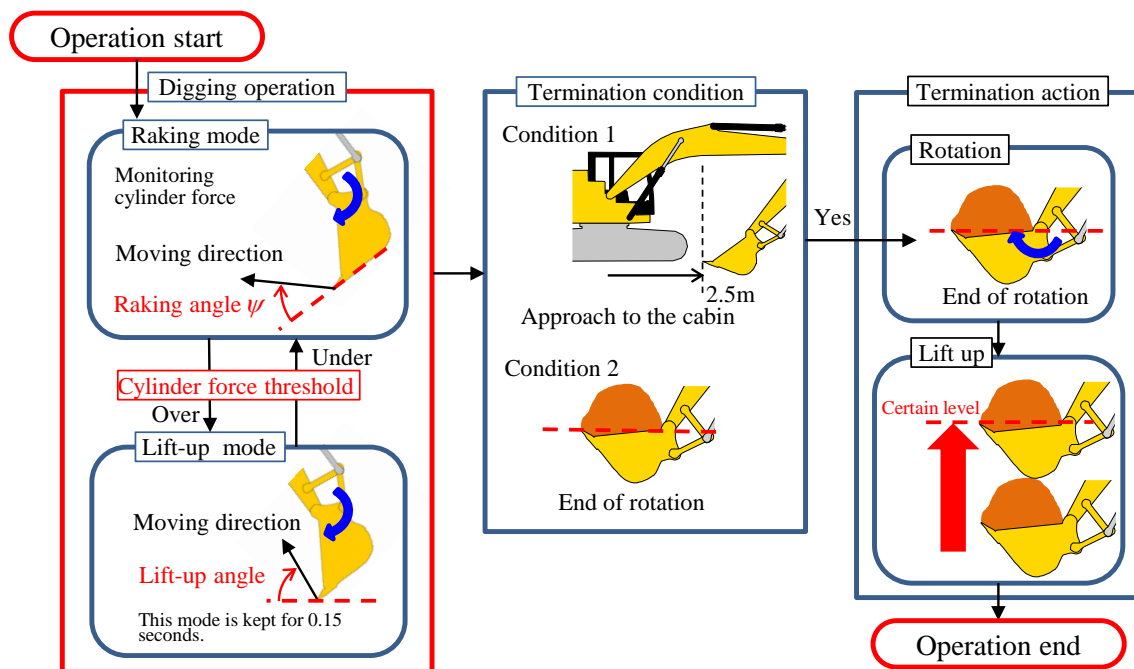 Operation start
Digging operation
Raking mode
Monitoring
cylinder force
Moving direction
Raking angle ψ
Under
Cylinder force threshold
Over
Lift-up mode
Moving direction
Lift-up angle
This mode is kept for 0.15
seconds.
Termination condition
Condition 1
2.5m
Approach to the cabin
Condition 2
End of rotation
Yes
Termination action
Rotation
End of rotation
Lift up
Certain level
Operation end